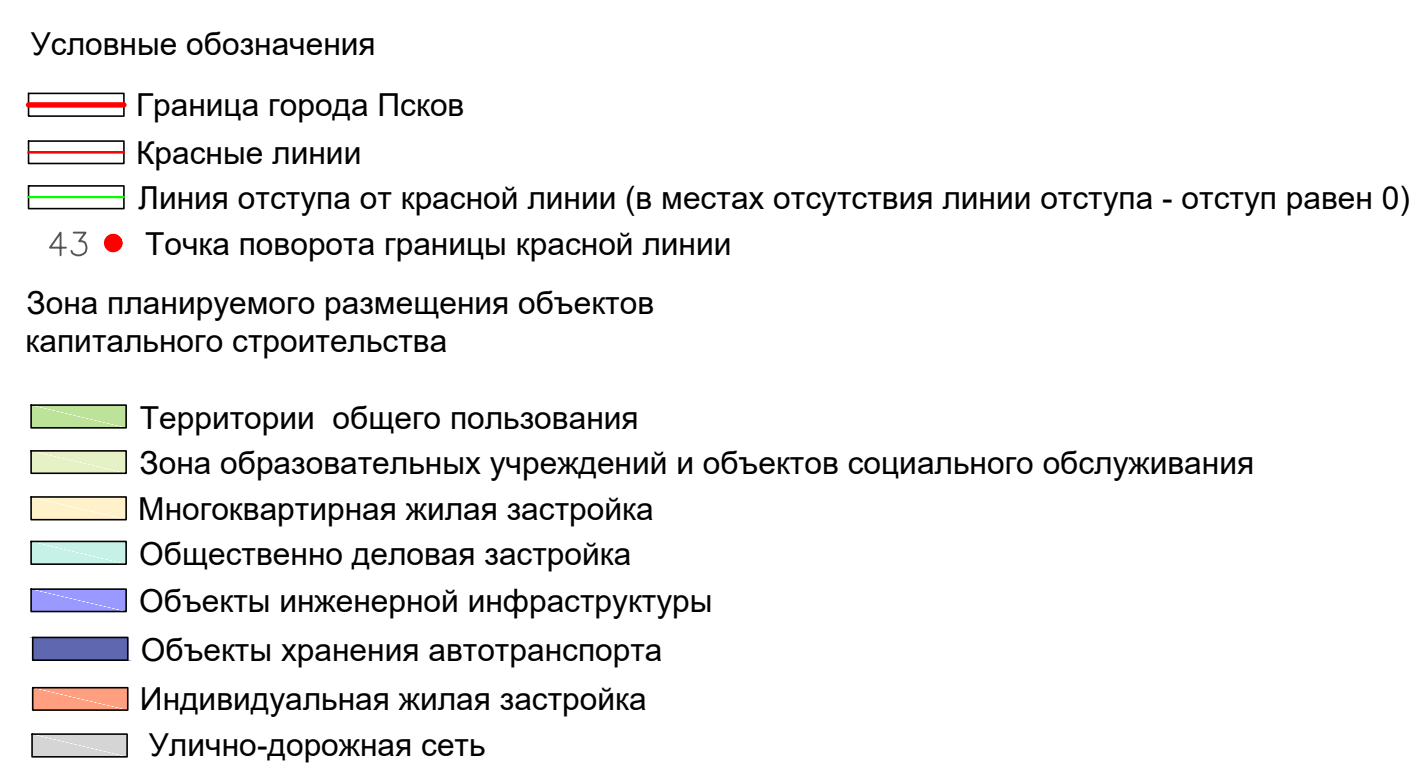 Условные обозначения
Граница города Псков
Красные линии
Линия отступа от красной линии (в местах отсутствия линии отступа - отступ равен 0)
43 Точка поворота границы красной линии
Зона планируемого размещения объектов
капитального строительства
Территории общего пользования
Зона образовательных учреждений и объектов социального обслуживания
Многоквартирная жилая застройка
Общественно деловая застройка
Объекты инженерной инфраструктуры
Объекты хранения автотранспорта
Индивидуальная жилая застройка
Улично-дорожная сеть